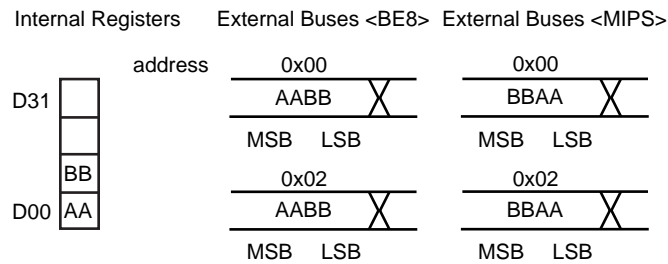 Internal Registers External Buses <BE8> External Buses <MIPS>
address 0x00 0x00
D31 AABB BBAA
MSB LSB MSB LSB
BB 0x02 0x02
D00 AA AABB BBAA
MSB LSB MSB LSB